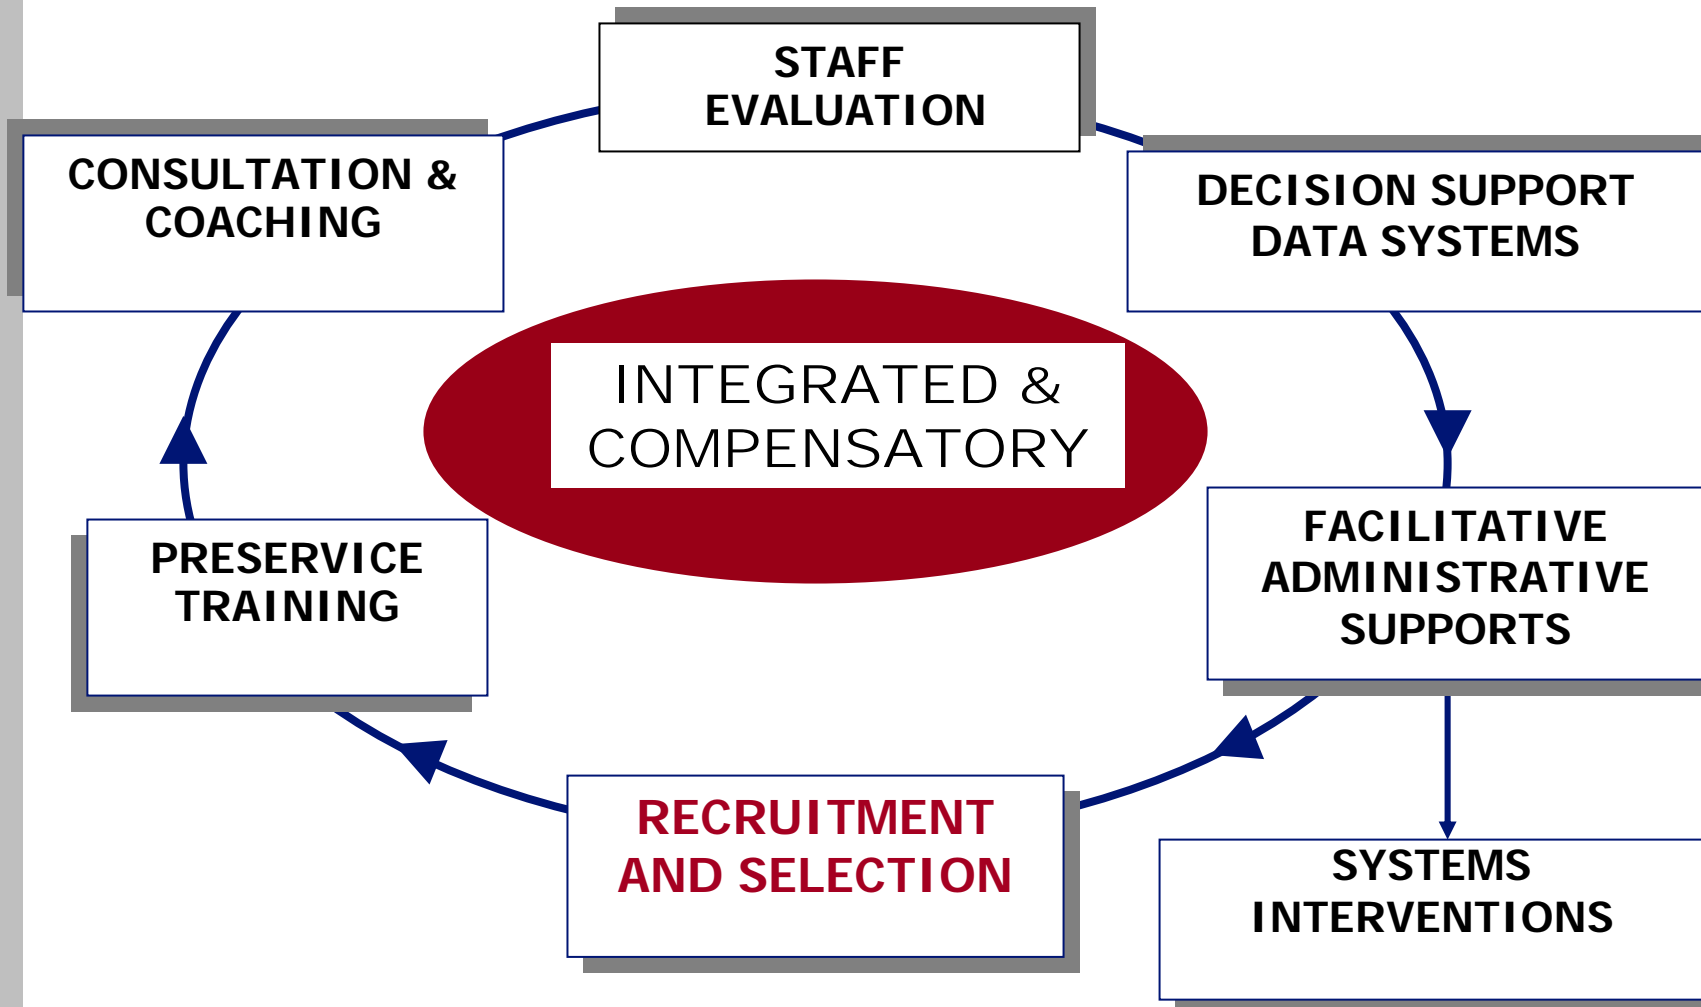 STAFF
EVALUATION
CONSULTATION &
COACHING
DECISION SUPPORT
DATA SYSTEMS
INTEGRATED &
COMPENSATORY
PRESERVICE
TRAINING
FACILITATIVE
ADMINISTRATIVE
SUPPORTS
RECRUITMENT
AND SELECTION
SYSTEMS
INTERVENTIONS